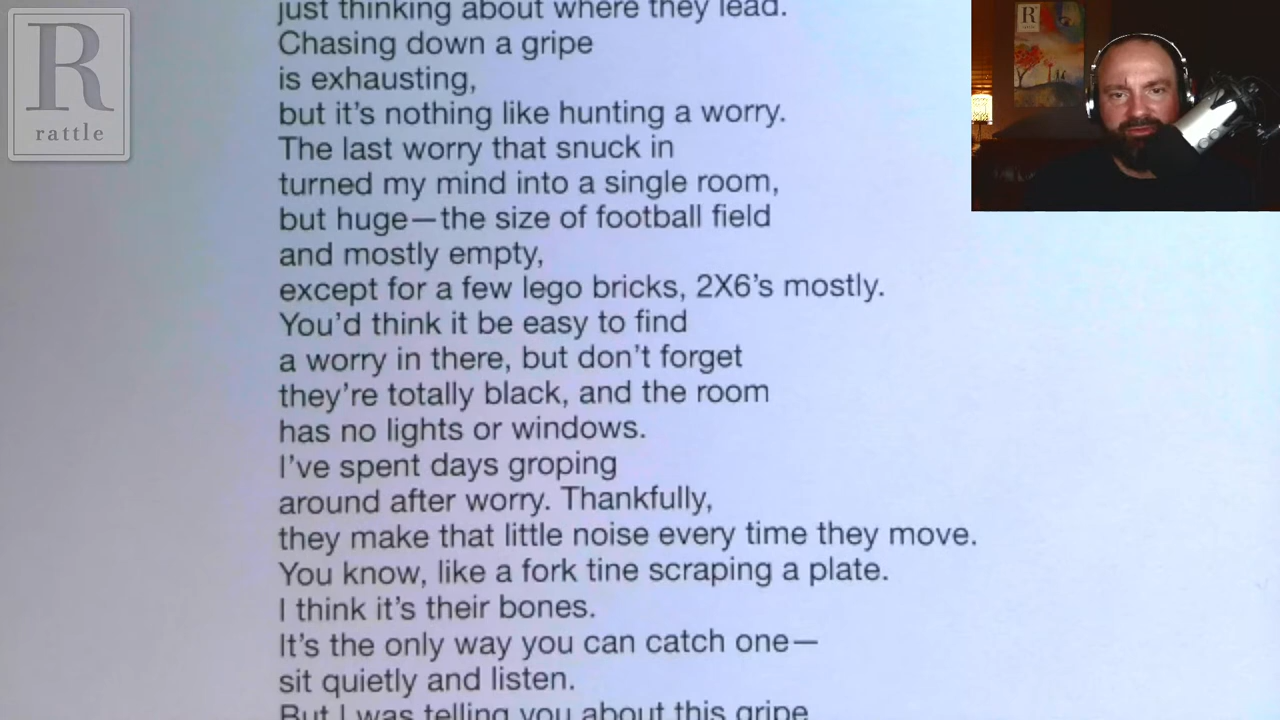 R
rattle
R
just thinking about where they lead.
Chasing down a gripe
is exhausting,
but it's nothing like hunting a worry.
The last worry that snuck in
turned my mind into a single room,
but huge—the size of football field
and mostly empty,
except for a few lego bricks, 2X6's mostly.
You'd think it be easy to find
a worry in there, but don't forget
they're totally black, and the room
has no lights or windows.
I've spent days groping
around after worry. Thankfully,
they make that little noise every time they move.
You know, like a fork tine scraping a plate.
I think it's their bones.
It's the only way you can catch one—
sit quietly and listen.
But I was telling you about this gripe